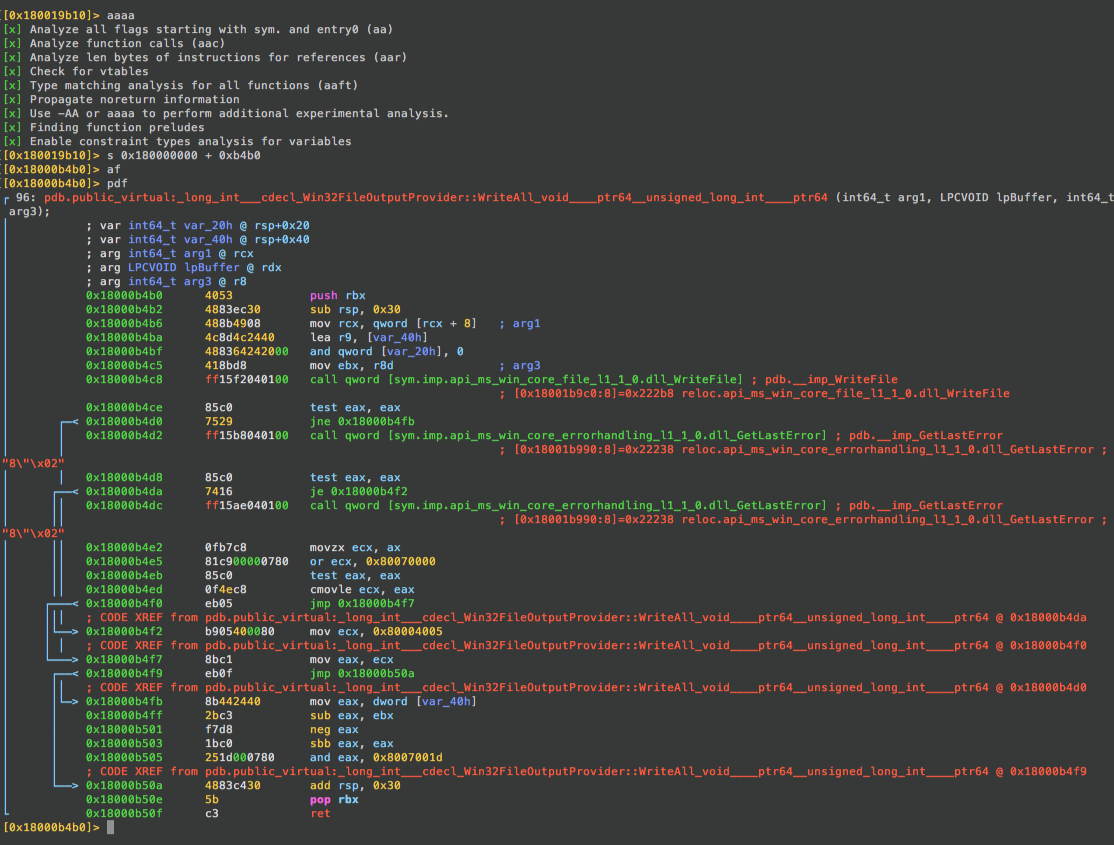 [[0x180019b10]> aaaa
[x] Analyze all flags starting with sym. and entry0 (aa)
[x] Analyze function calls (aac)
[x] Analyze len bytes of instructions for references (aar)
[x] Check for vtables
[x] Type matching analysis for all functions (aaft)
[x] Propagate noreturn information
[x] Use -AA or aaaa to perform additional experimental analysis.
[x] Finding function preludes
[x] Enable constraint types analysis for variables
[[0x180019b10]> s 0x180000000 + 0xb4b0
[[0x18000b4b0]> af
[[0x18000b4b0]> pdf
┌ 96: pdb.public_virtual:_long_int___cdecl_Win32FileOutputProvider::WriteAll_void____ptr64__unsigned_long_int____ptr64 (int64_t arg1, LPCVOID lpBuffer, int64_t
 arg3);
; var int64_t var_20h @ rsp+0x20
; var int64_t var_40h @ rsp+0x40
; arg int64_t arg1 @ rcx
; arg LPCVOID lpBuffer @ rdx
; arg int64_t arg3 @ r8
0x18000b4b0 4053 push rbx
0x18000b4b2 4883ec30 sub rsp, 0x30
0x18000b4b6 488b4908 mov rcx, qword [rcx + 8] ; arg1
0x18000b4ba 4c8d4c2440 lea r9, [var_40h]
0x18000b4bf 488364242000 and qword [var_20h], 0
0x18000b4c5 418bd8 mov ebx, r8d ; arg3
0x18000b4c8 ff15f2040100 call qword [sym.imp.api_ms_win_core_file_l1_1_0.dll_WriteFile] ; pdb.__imp_WriteFile
; [0x18001b9c0:8]=0x222b8 reloc.api_ms_win_core_file_l1_1_0.dll_WriteFile
0x18000b4ce 85c0 test eax, eax
0x18000b4d0 7529 jne 0x18000b4fb
0x18000b4d2 ff15b8040100 call qword [sym.imp.api_ms_win_core_errorhandling_l1_1_0.dll_GetLastError] ; pdb.__imp_GetLastError
; [0x18001b990:8]=0x22238 reloc.api_ms_win_core_errorhandling_l1_1_0.dll_GetLastError ;
"8\"\x02"
0x18000b4d8 85c0 test eax, eax
0x18000b4da 7416 je 0x18000b4f2
0x18000b4dc ff15ae040100 call qword [sym.imp.api_ms_win_core_errorhandling_l1_1_0.dll_GetLastError] ; pdb.__imp_GetLastError
; [0x18001b990:8]=0x22238 reloc.api_ms_win_core_errorhandling_l1_1_0.dll_GetLastError ;
"8\"\x02"
0x18000b4e2 0fb7c8 movzx ecx, ax
0x18000b4e5 81c900000780 or ecx, 0x80070000
0x18000b4eb 85c0 test eax, eax
0x18000b4ed 0f4ec8 cmovle ecx, eax
0x18000b4f0 eb05 jmp 0x18000b4f7
; CODE XREF from pdb.public_virtual:_long_int___cdecl_Win32FileOutputProvider::WriteAll_void____ptr64__unsigned_long_int____ptr64 @ 0x18000b4da
0x18000b4f2 b905400080 mov ecx, 0x80004005
; CODE XREF from pdb.public_virtual:_long_int___cdecl_Win32FileOutputProvider::WriteAll_void____ptr64__unsigned_long_int____ptr64 @ 0x18000b4f0
0x18000b4f7 8bc1 mov eax, ecx
0x18000b4f9 eb0f jmp 0x18000b50a
; CODE XREF from pdb.public_virtual:_long_int___cdecl_Win32FileOutputProvider::WriteAll_void____ptr64__unsigned_long_int____ptr64 @ 0x18000b4d0
0x18000b4fb 8b442440 mov eax, dword [var_40h]
0x18000b4ff 2bc3 sub eax, ebx
0x18000b501 f7d8 neg eax
0x18000b503 1bc0 sbb eax, eax
0x18000b505 251d000780 and eax, 0x8007001d
; CODE XREF from pdb.public_virtual:_long_int___cdecl_Win32FileOutputProvider::WriteAll_void____ptr64__unsigned_long_int____ptr64 @ 0x18000b4f9
0x18000b50a 4883c430 add rsp, 0x30
0x18000b50e 5b pop rbx
0x18000b50f c3 ret
[0x18000b4b0]>